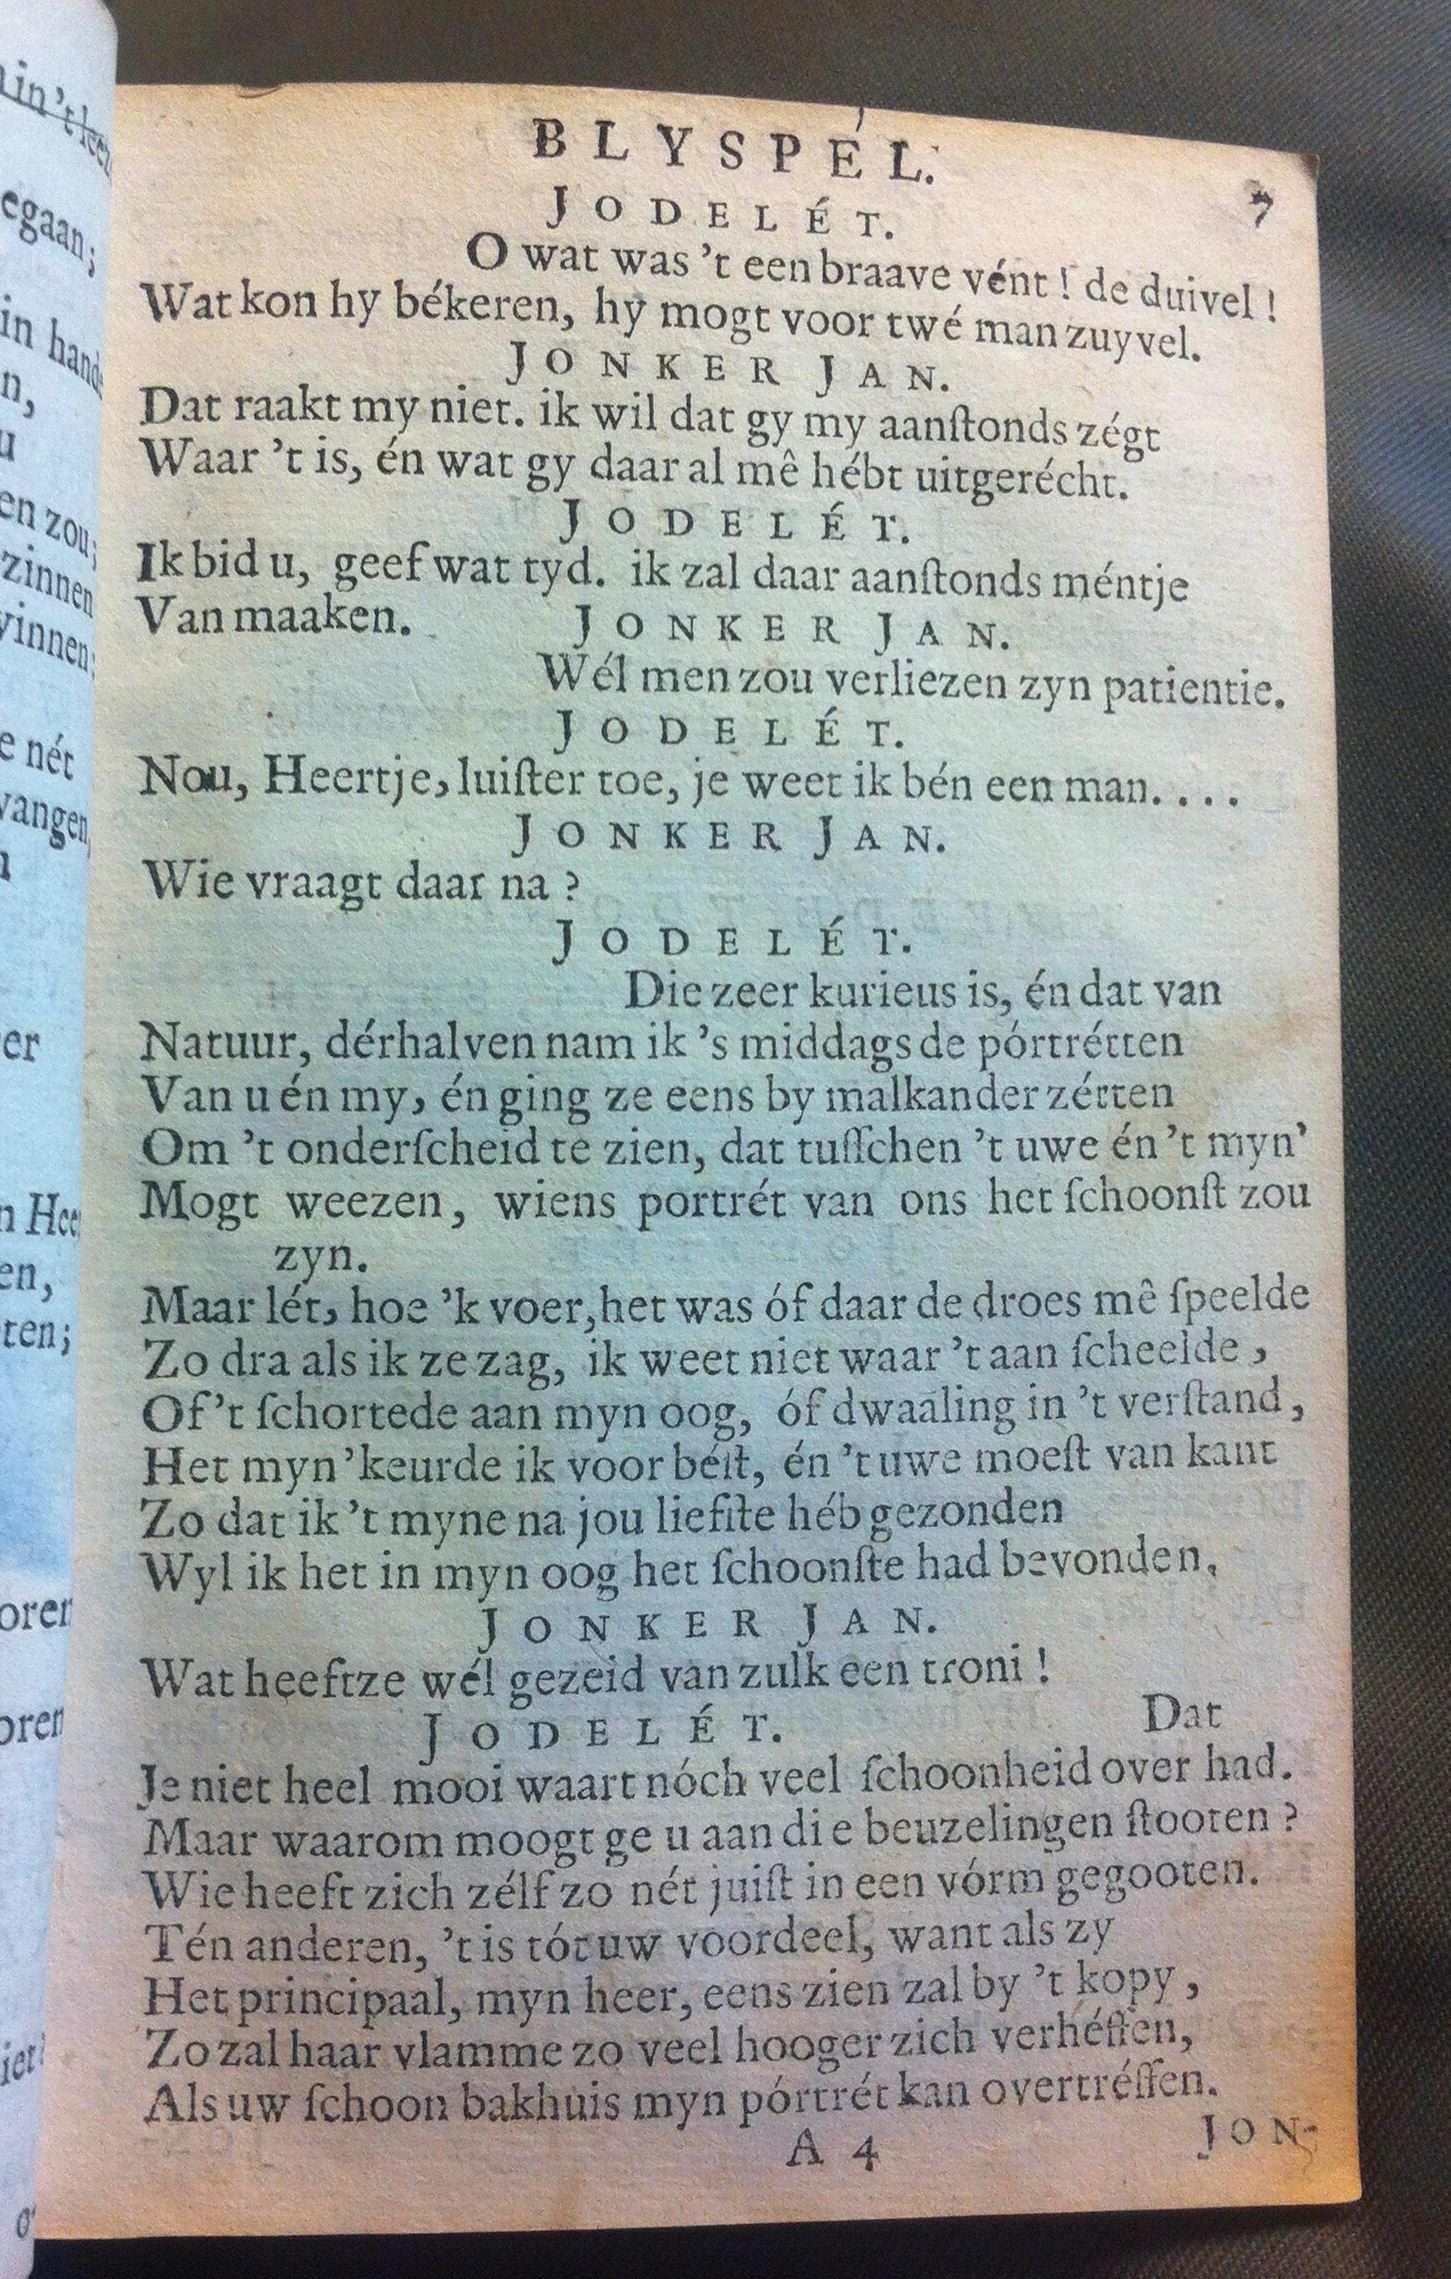 BLYSPÉL. 7
JODELÉT.
O wat was 't een braave vént! de duivel!
Wat kon hy békeren, hy mogt voor twé man zuyvel.
JONKER JAN.
Dat raakt my niet. ik wil dat gy my aanſtonds zégt
Waar 't is, én wat gy daar al mê hébt uitgerécht.
JODELÉT.
Ik bid u, geef wat tyd. ik zal daar aanſtonds méntje
Van maaken.
JONKER JAN.
Wél men zou verliezen zyn patientie.
JODELÉT.
Nou, Heertje, luiſter toe, je weet ik bén een man....
JONKER JAN.
Wie vraagt daar na?
JODELÉT.
Die zeer kurieus is, én dat van
Natuur, dérhalven nam ik 's middags de pórtrétten
Van u én my, én ging ze eens by malkander zétten
Om 't onderſcheid te zien, dat tuſſchen 't uwe én 't myn'
Mogt weezen, wiens portrét van ons het ſchoonſt zou
zyn.
Maar lét, hoe 'k voer, het was óf daar de droes mê ſpeelde
Zo dra als ik ze zag, ik weet niet waar 't aan ſcheelde,
Of 't ſchortede aan myn oog, óf dwaaling in 't verſtand,
Het myn' keurde ik voor béſt, én 't uwe moeſt van kant
Zo dat ik 't myne na jou liefſte héb gezonden
Wyl ik het in myn oog het ſchoonſte had bevonden,
JONKER JAN.
Wat heeftze wél gezeid van zulk een troni!
JODELÉT.
Dat
Je niet heel mooi waart nóch veel ſchoonheid over had.
Maar waarom moogt ge u aan die beuzelingen ſtooten?
Wie heeft zich zélf zo nét juiſt in een vórm gegooten.
Tén anderen, 't is tót uw voordeel, want als zy
Het principaal, myn heer, eens zien zal by 't kopy,
Zo zal haar vlamme zo veel hooger zich verhéffen,
Als uw ſchoon bakhuis myn pórtrét kan overtréffen.
A 4
JON-